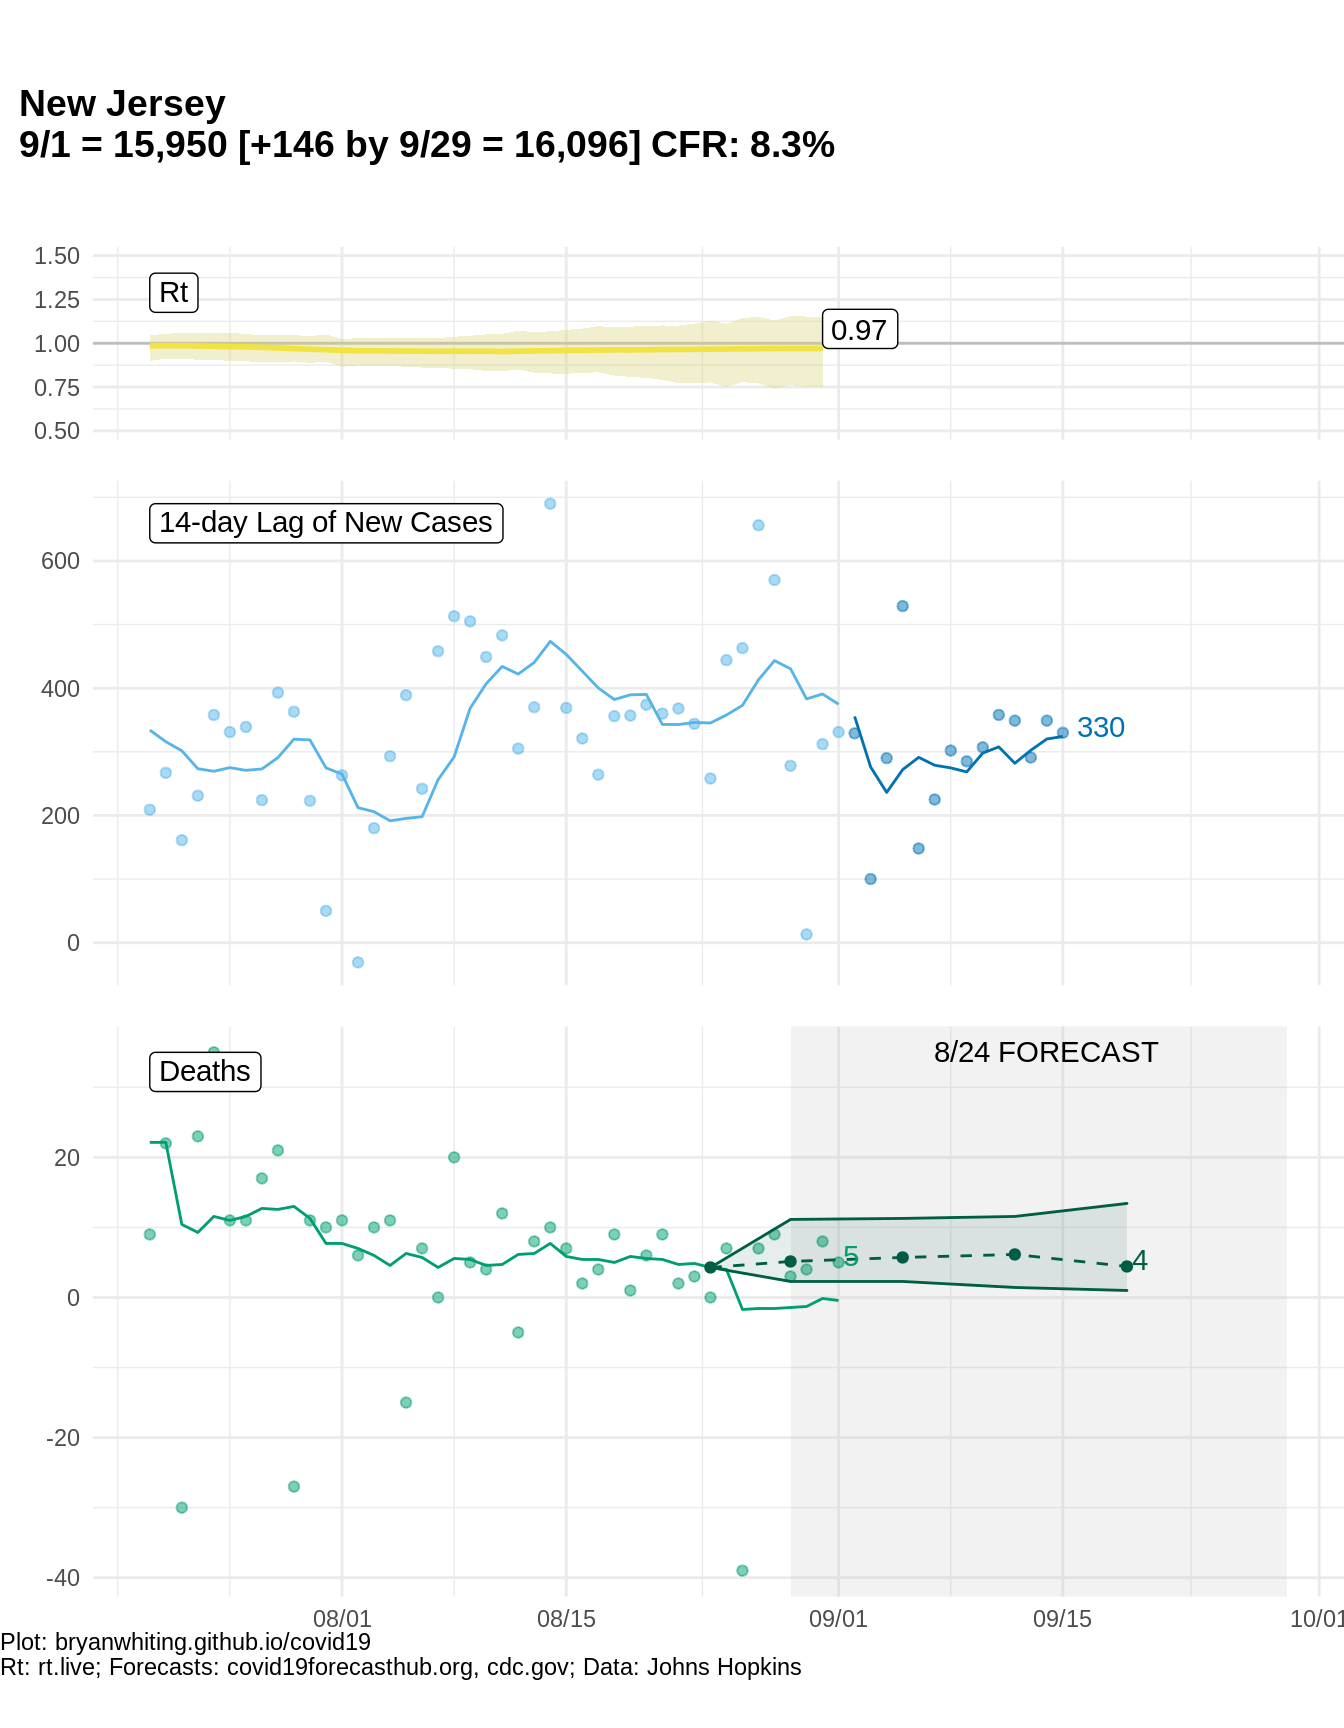 New Jersey
9/1 = 15,950 [+146 by 9/29 = 16,096] CFR: 8.3%
1.50
1.25
1.00
0.75
0.50
Rt
0.97
14-day Lag of New Cases
600
400
200
0
330
Deaths
8/24 FORECAST
20
0
-20
-40
5
4
08/01
08/15
09/01
09/15
10/01
Plot: bryanwhiting.github.io/covid19
Rt: rt.live; Forecasts: covid19forecasthub.org, cdc.gov; Data: Johns Hopkins